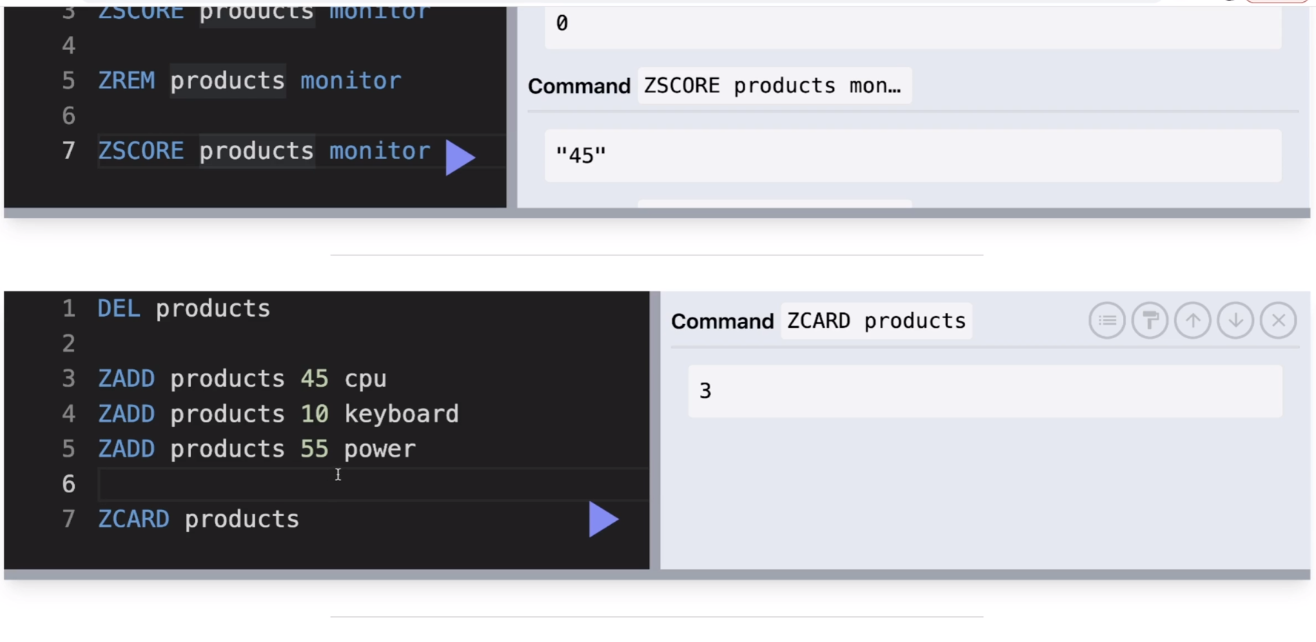 3 ZSCORE products monitor
4
5 ZREM products monitor
6
7 ZSCORE products monitor
0
Command ZSCORE products mon…
"45"
1 DEL products
2
3 ZADD products 45 cpu
4 ZADD products 10 keyboard
5 ZADD products 55 power
6
7 ZCARD products
Command ZCARD products
3